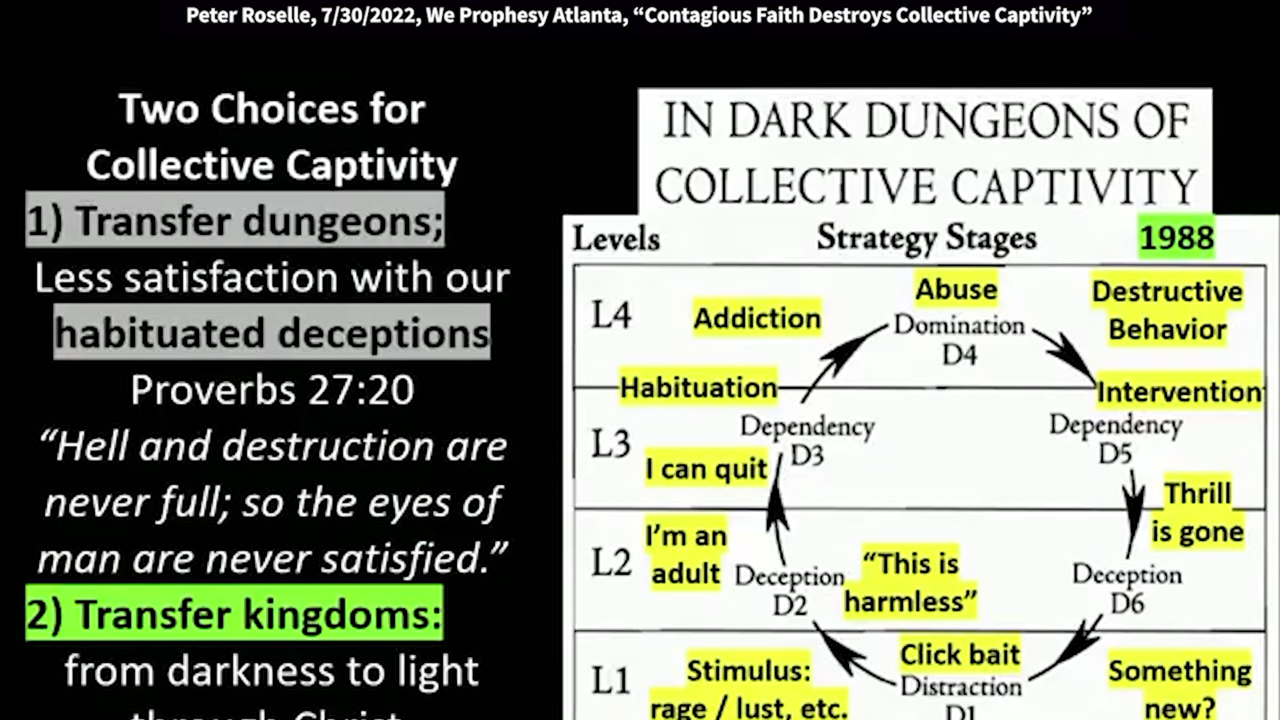 Peter Roselle, 7/30/2022, We Prophesy Atlanta, “Contagious Faith Destroys Collective Captivity”
Two Choices for
Collective Captivity
1) Transfer dungeons;
Less satisfaction with our
habituated deceptions
Proverbs 27:20
“Hell and destruction are
never full; so the eyes of
man are never satisfied.”
2) Transfer kingdoms:
from darkness to light
through Christ
IN DARK DUNGEONS OF
COLLECTIVE CAPTIVITY
Levels Strategy Stages 1988
L4
Addiction
Abuse
Domination
D4
Destructive
Behavior
Habituation
Intervention
L3
Dependency
D3
I can quit
Dependency
D5
Thrill
is gone
L2
I’m an
adult
Deception
D2
“This is
harmless”
Deception
D6
L1
Stimulus:
rage / lust, etc.
Click bait
Distraction
D1
Something
new?